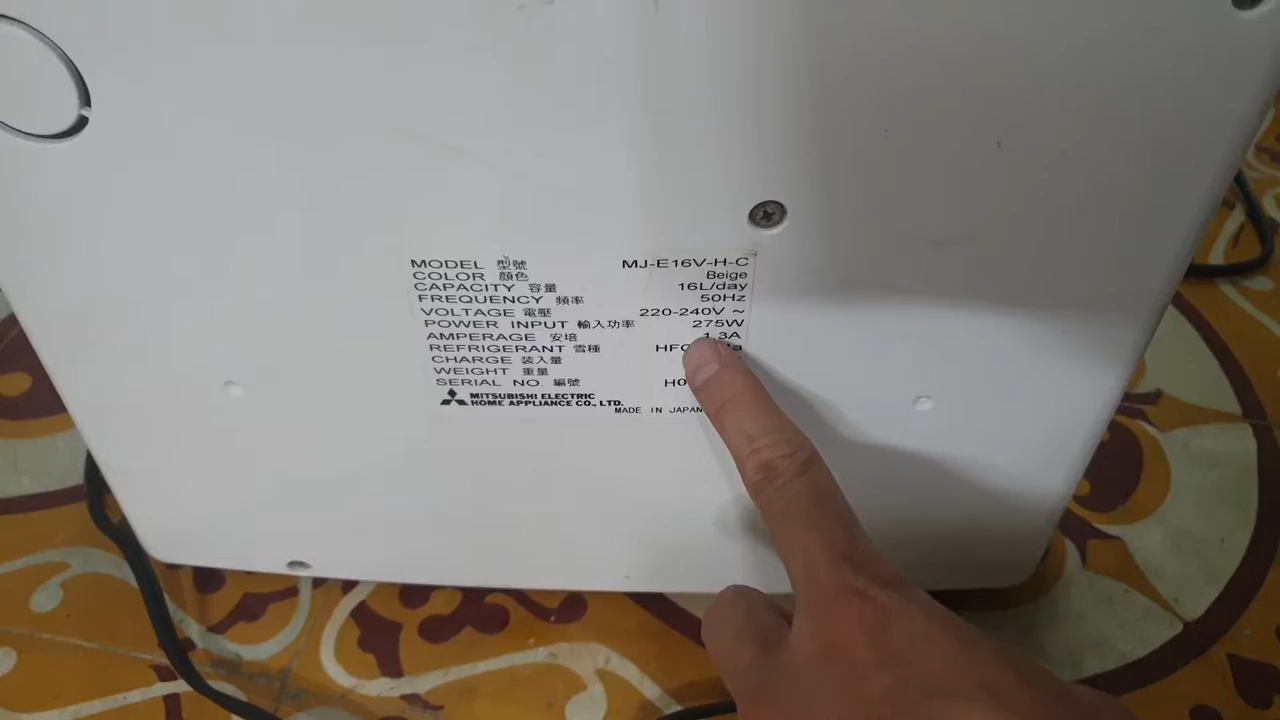 MODEL 型號 MJ-E16V-H-C
COLOR 顔色 Beige
CAPACITY 容量 16L/day
FREQUENCY 頻率 50Hz
VOLTAGE 電壓 220-240V ~
POWER INPUT 輸入功率 275W
AMPERAGE 安培 1.3A
REFRIGERANT 雪種
CHARGE 装入量
WEIGHT 重量
SERIAL NO. 編號
MITSUBISHI ELECTRIC
HOME APPLIANCE CO., LTD.
MADE IN JAPAN